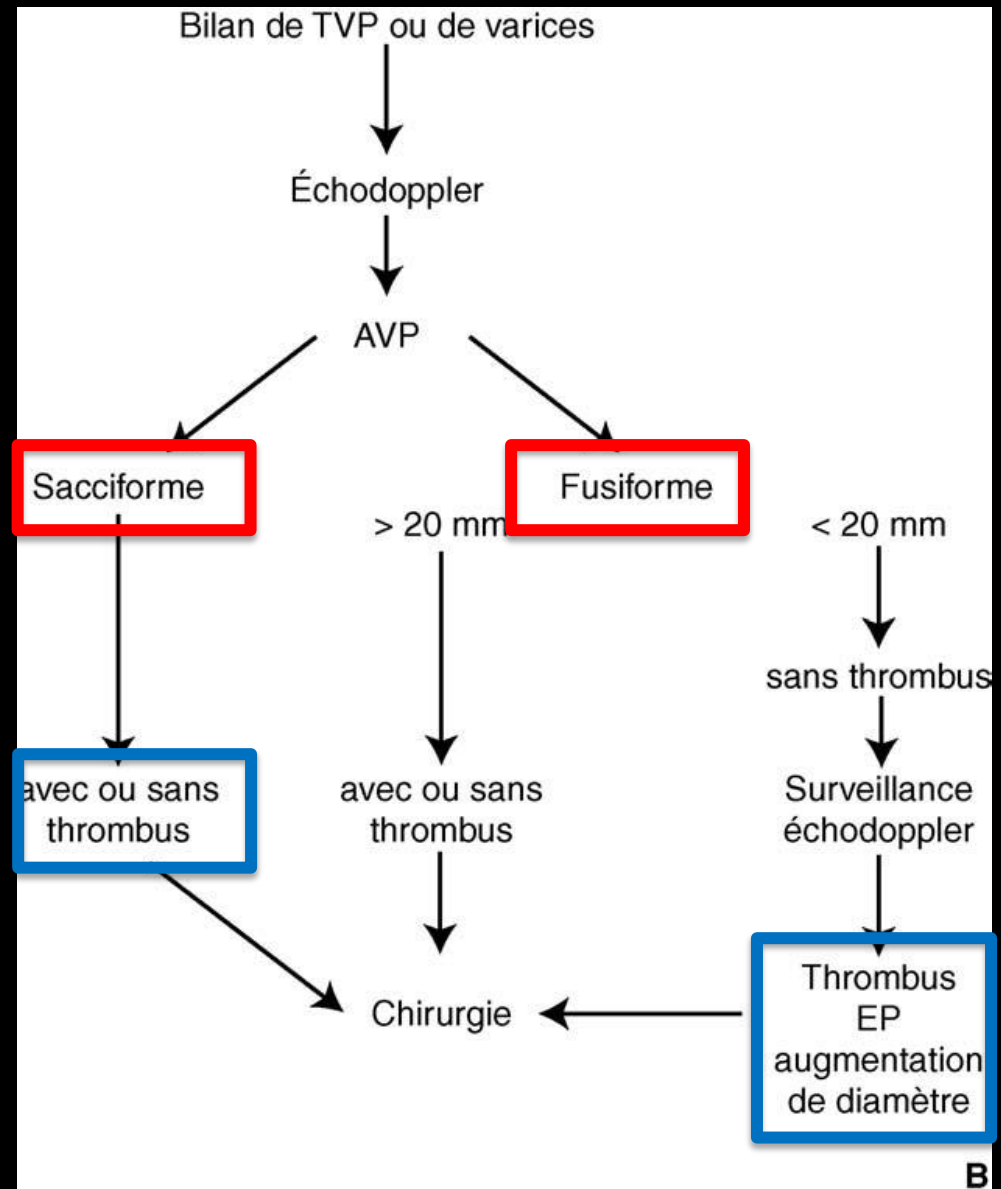 Bilan de TVP ou de varices
Échodoppler
AVP
Sacciforme
Fusiforme
> 20 mm
< 20 mm
sans thrombus
avec ou sans
thrombus
avec ou sans
thrombus
Surveillance
échodoppler
Chirurgie
Thrombus
EP
augmentation
de diamètre
B